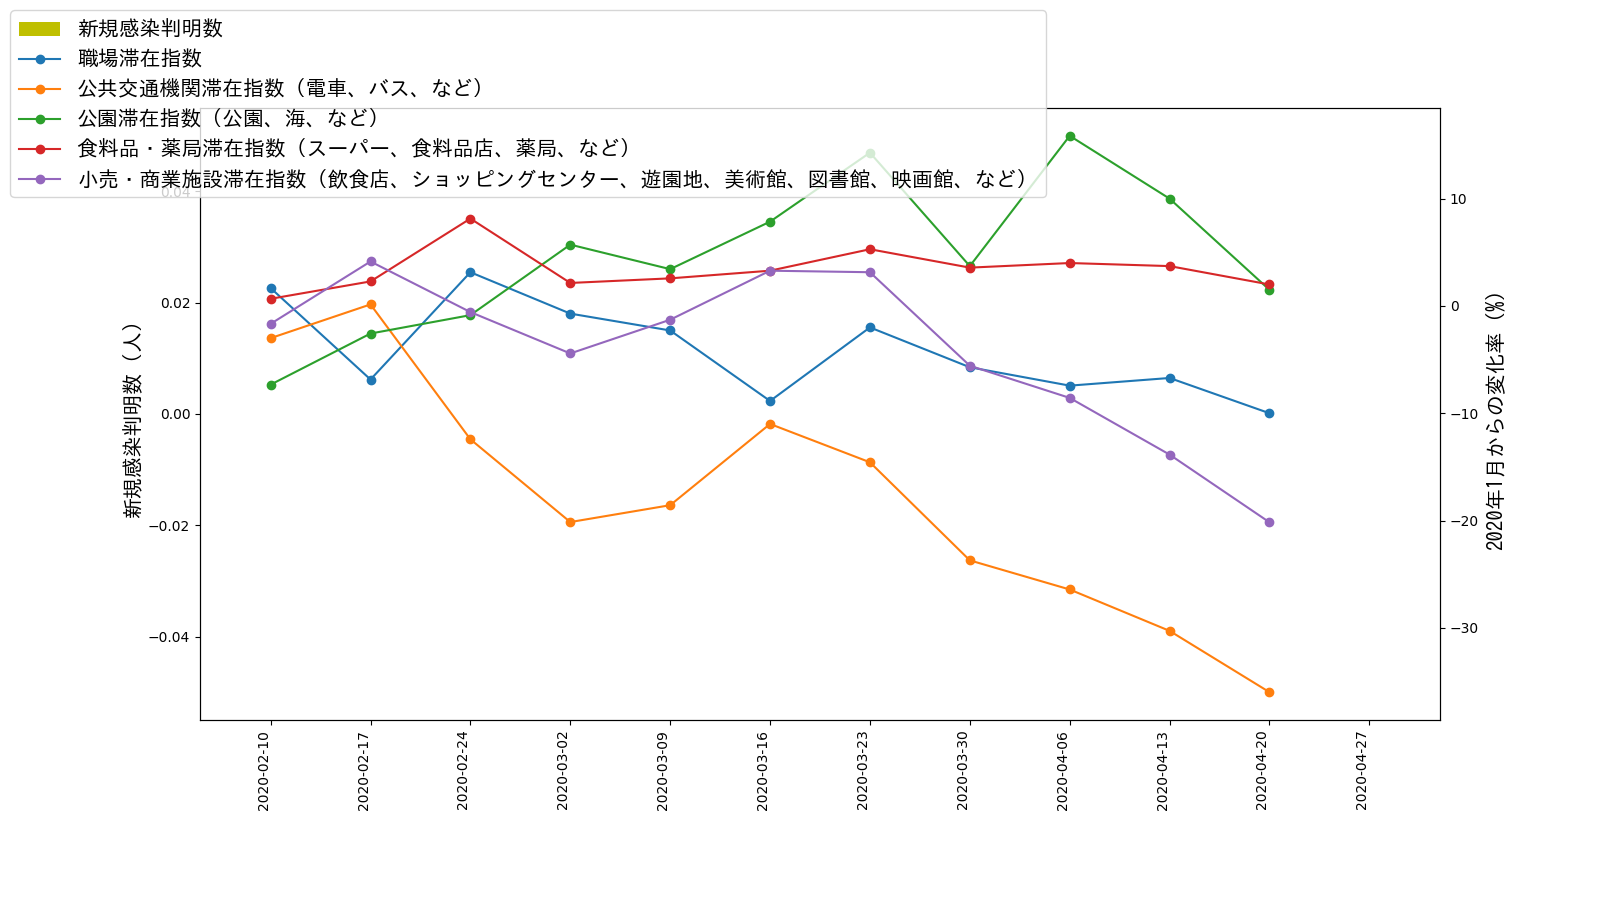 新規感染判明数
職場滞在指数
公共交通機関滞在指数（電車、バス、など）
公園滞在指数（公園、海、など）
食料品・薬局滞在指数（スーパー、食料品店、薬局、など）
小売・商業施設滞在指数（飲食店、ショッピングセンター、遊園地、美術館、図書館、映画館、など）
新規感染判明数（人）
0.04
0.02
0.00
−0.02
−0.04
10
0
−10
−20
−30
2020年1月からの変化率（%）
2020-02-10
2020-02-17
2020-02-24
2020-03-02
2020-03-09
2020-03-16
2020-03-23
2020-03-30
2020-04-06
2020-04-13
2020-04-20
2020-04-27